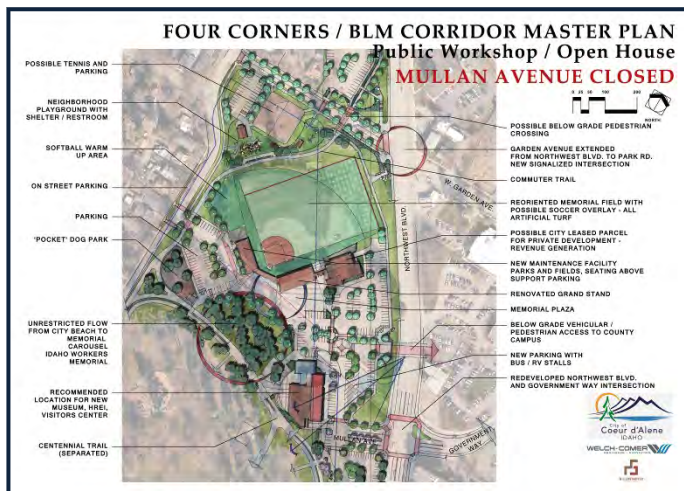 FOUR CORNERS / BLM CORRIDOR MASTER PLAN
Public Workshop / Open House
MULLAN AVENUE CLOSED
POSSIBLE TENNIS AND
PARKING
NEIGHBORHOOD
PLAYGROUND WITH
SHELTER / RESTROOM
SOFTBALL WARM
UP AREA
ON STREET PARKING
PARKING
'POCKET' DOG PARK
UNRESTRICTED FLOW
FROM CITY BEACH TO
MEMORIAL
CAROUSEL
IDAHO WORKERS
MEMORIAL
RECOMMENDED
LOCATION FOR NEW
MUSEUM, HREI,
VISITORS CENTER
CENTENNIAL TRAIL
(SEPARATED)
NORTH
POSSIBLE BELOW GRADE PEDESTRIAN
CROSSING
GARDEN AVENUE EXTENDED
FROM NORTHWEST BLVD. TO PARK RD.
NEW SIGNALIZED INTERSECTION
COMMUTER TRAIL
REORIENTED MEMORIAL FIELD WITH
POSSIBLE SOCCER OVERLAY - ALL
ARTIFICIAL TURF
POSSIBLE CITY LEASED PARCEL
FOR PRIVATE DEVELOPMENT -
REVENUE GENERATION
NEW MAINTENANCE FACILITY
PARKS AND FIELDS, SEATING ABOVE
SUPPORT PARKING
RENOVATED GRAND STAND
MEMORIAL PLAZA
BELOW GRADE VEHICULAR /
PEDESTRIAN ACCESS TO COUNTY
CAMPUS
NEW PARKING WITH
BUS / RV STALLS
REDEVELOPED NORTHWEST BLVD.
AND GOVERNMENT WAY INTERSECTION
W. GARDEN AVE.
NORTHWEST BLVD.
MULLAN AVE.
GOVERNMENT
WAY
City of
Coeur d'Alene
IDAHO
WELCH-COMER